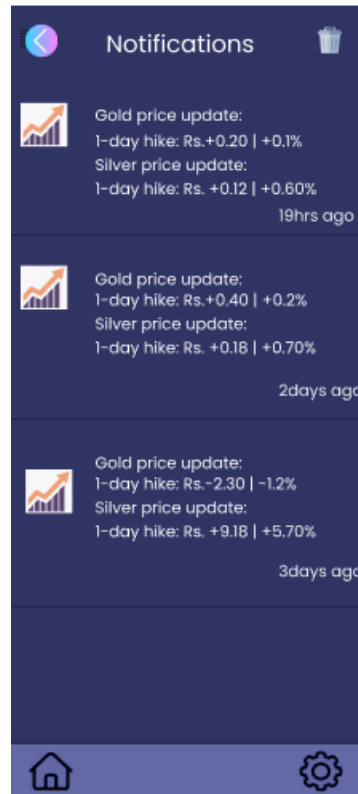 Notifications
Gold price update:
1-day hike: Rs.+0.20 | +0.1%
Silver price update:
1-day hike: Rs. +0.12 | +0.60%
19hrs ago
Gold price update:
1-day hike: Rs.+0.40 | +0.2%
Silver price update:
1-day hike: Rs. +0.18 | +0.70%
2days ago
Gold price update:
1-day hike: Rs.-2.30 | -1.2%
Silver price update:
1-day hike: Rs. +9.18 | +5.70%
3days ago